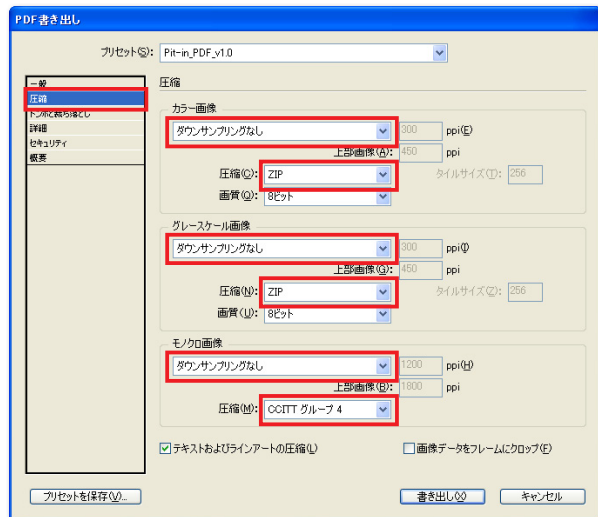 PDF書き出し
プリセット(S): Pit-in_PDF_v1.0
一般
圧縮
トンボと裁ち落とし
詳細
セキュリティ
概要
圧縮
カラー画像
ダウンサンプリングなし 300 ppi(E)
上部画像(A): 450 ppi
圧縮(C): ZIP タイルサイズ(T): 256
画質(Q): 8ビット
グレースケール画像
ダウンサンプリングなし 300 ppi(I)
上部画像(G): 450 ppi
圧縮(N): ZIP タイルサイズ(Z): 256
画質(U): 8ビット
モノクロ画像
ダウンサンプリングなし 1200 ppi(H)
上部画像(B): 1800 ppi
圧縮(M): CCITT グループ 4
テキストおよびラインアートの圧縮(L) 画像データをフレームにクロップ(F)
プリセットを保存(V)... 書き出し(X) キャンセル